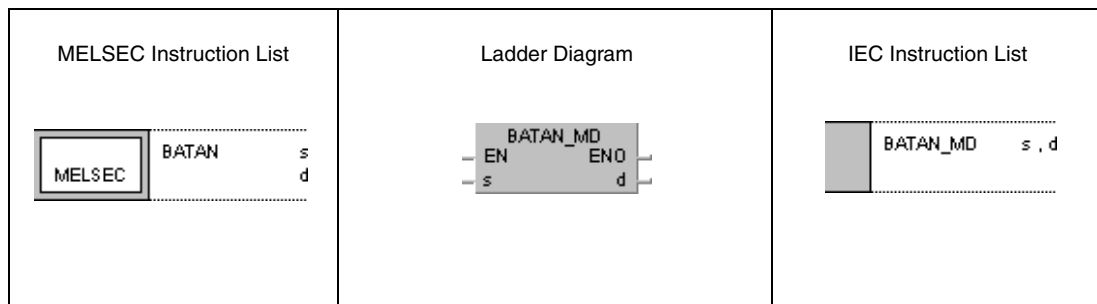 MELSEC Instruction List
MELSEC
BATAN s
d
Ladder Diagram
BATAN_MD
EN ENO
s d
IEC Instruction List
BATAN_MD s , d